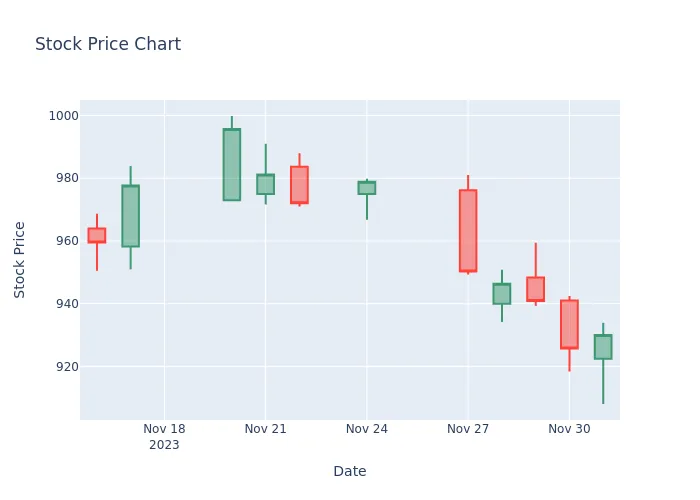 Stock Price Chart
1000
980
960
940
920
Stock Price
Nov 18
2023
Nov 21
Nov 24
Nov 27
Nov 30
Date